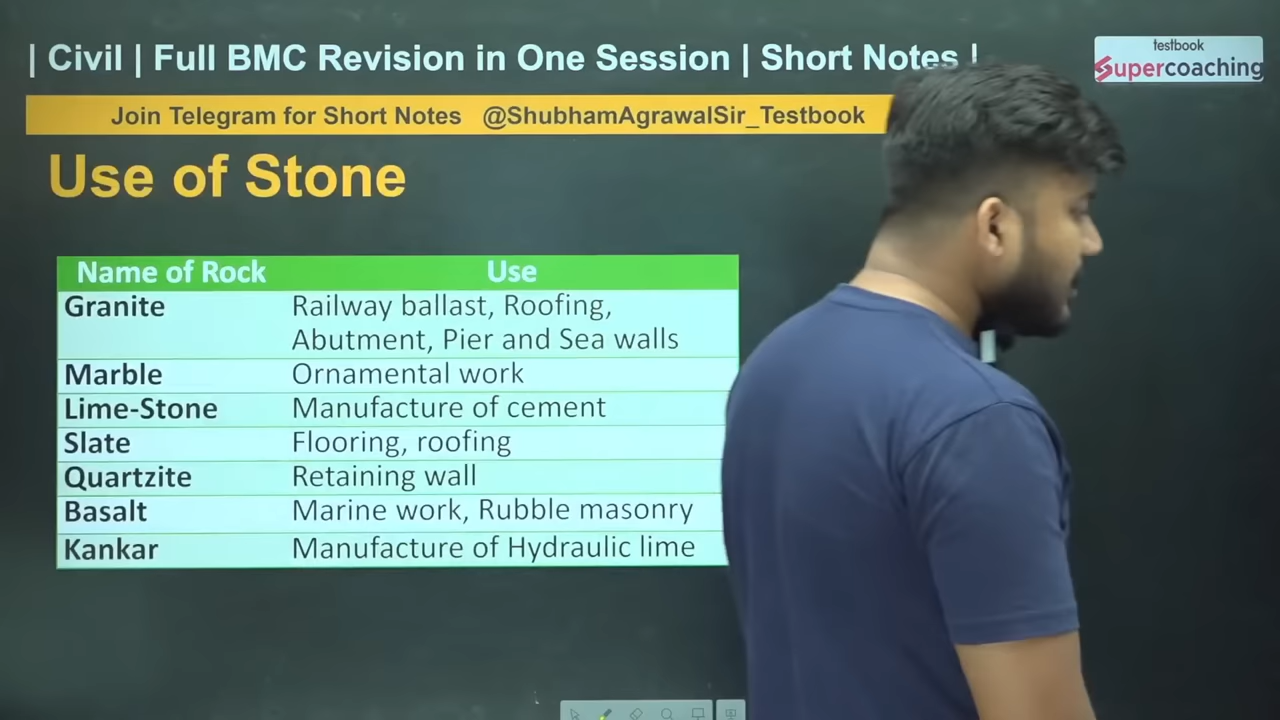 | Civil | Full BMC Revision in One Session | Short Notes |
testbook
Supercoaching
Join Telegram for Short Notes @ShubhamAgrawalSir_Testbook
Use of Stone
Name of Rock Use
Granite Railway ballast, Roofing,
Abutment, Pier and Sea walls
Marble Ornamental work
Lime-Stone Manufacture of cement
Slate Flooring, roofing
Quartzite Retaining wall
Basalt Marine work, Rubble masonry
Kankar Manufacture of Hydraulic lime